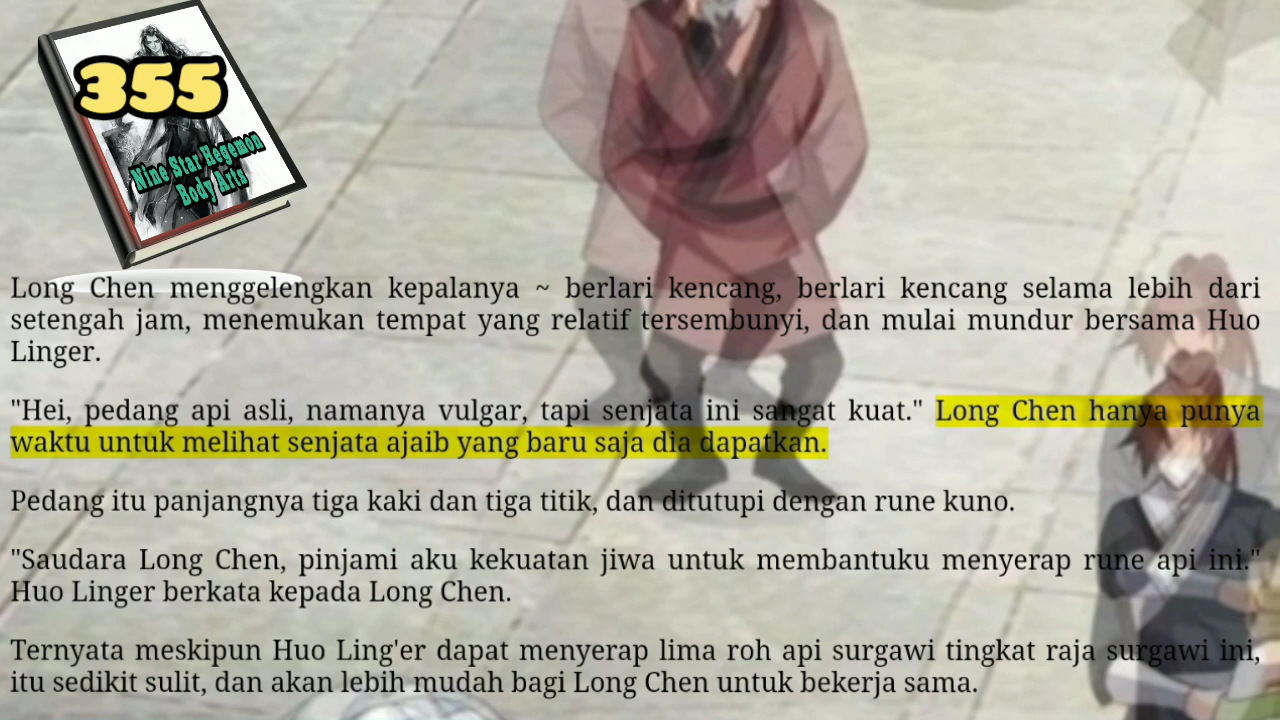 355
Nine Star Hegemon
Body Arts
Long Chen menggelengkan kepalanya ~ berlari kencang, berlari kencang selama lebih dari
setengah jam, menemukan tempat yang relatif tersembunyi, dan mulai mundur bersama Huo
Linger.
"Hei, pedang api asli, namanya vulgar, tapi senjata ini sangat kuat." Long Chen hanya punya
waktu untuk melihat senjata ajaib yang baru saja dia dapatkan.
Pedang itu panjangnya tiga kaki dan tiga titik, dan ditutupi dengan rune kuno.
"Saudara Long Chen, pinjami aku kekuatan jiwa untuk membantuku menyerap rune api ini."
Huo Linger berkata kepada Long Chen.
Ternyata meskipun Huo Ling'er dapat menyerap lima roh api surgawi tingkat raja surgawi ini,
itu sedikit sulit, dan akan lebih mudah bagi Long Chen untuk bekerja sama.